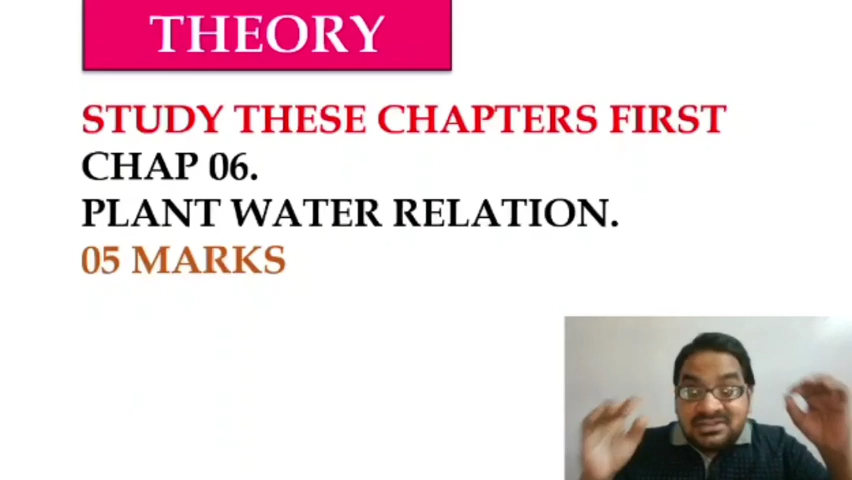 THEORY
STUDY THESE CHAPTERS FIRST
CHAP 06.
PLANT WATER RELATION.
05 MARKS